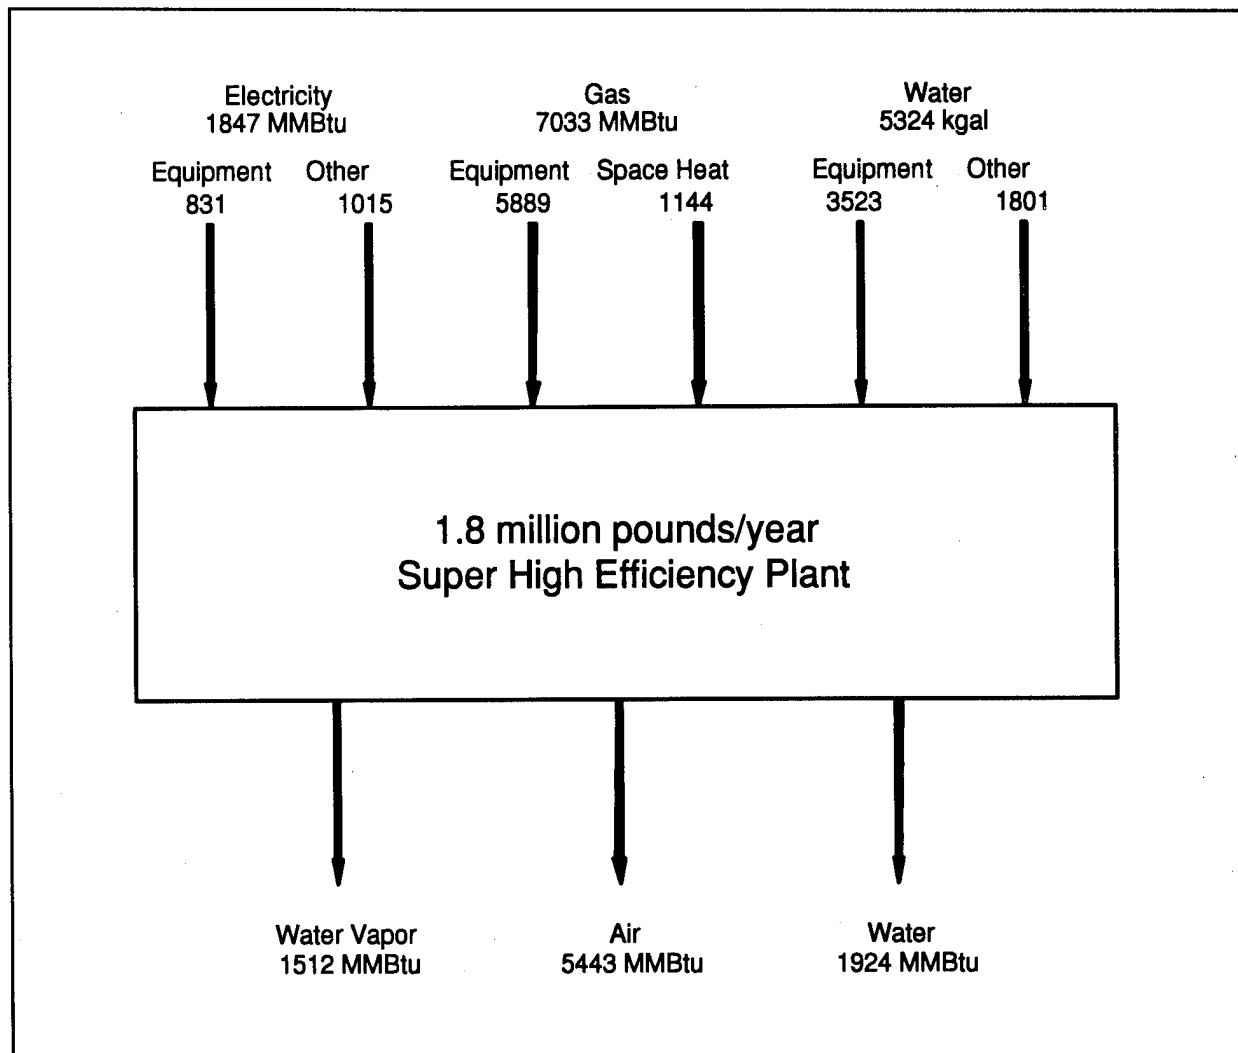 Electricity
1847 MMBtu
Gas
7033 MMBtu
Water
5324 kgal
Equipment
831
Other
1015
Equipment
5889
Space Heat
1144
Equipment
3523
Other
1801
1.8 million pounds/year
Super High Efficiency Plant
Water Vapor
1512 MMBtu
Air
5443 MMBtu
Water
1924 MMBtu